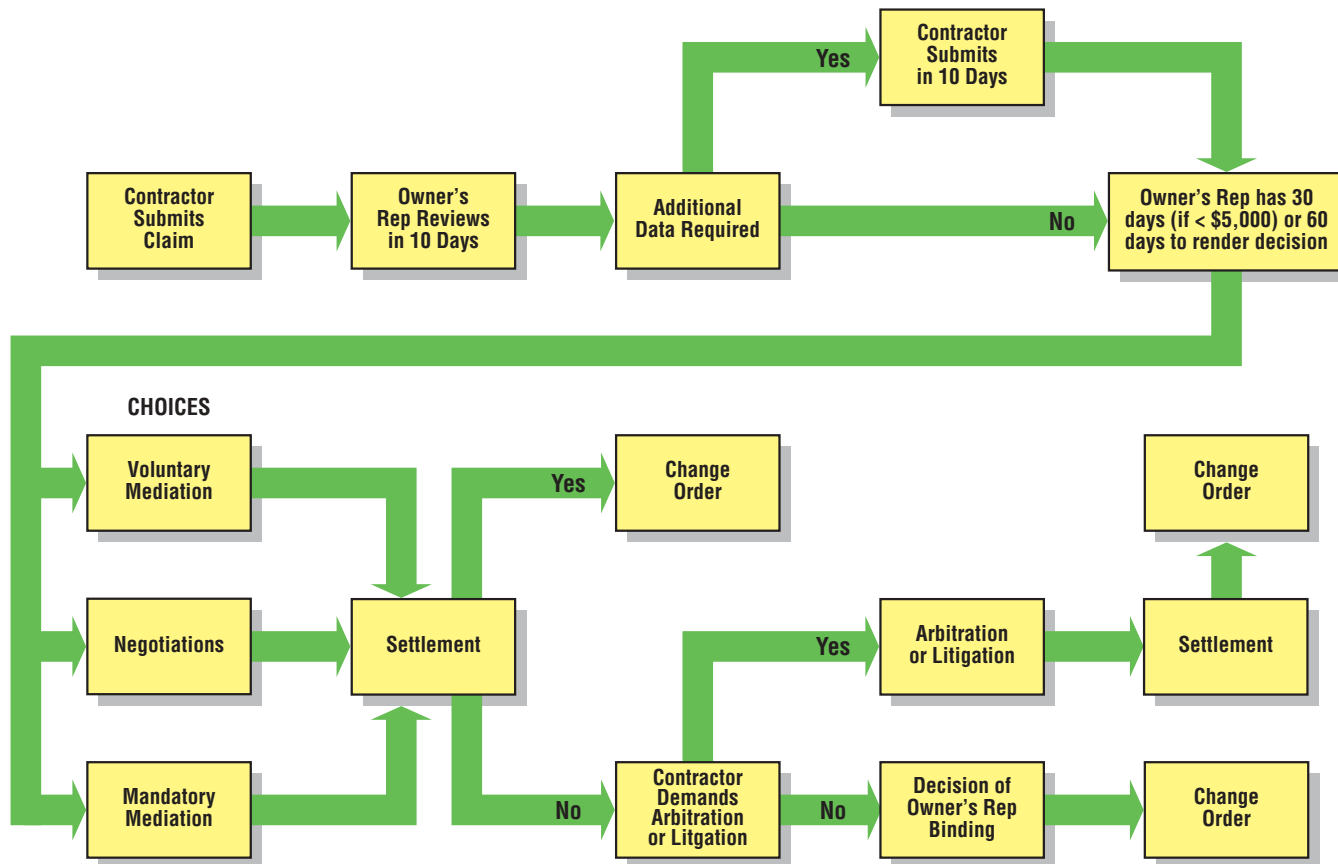 Yes
Contractor
Submits
in 10 Days
Contractor
Submits
Claim
Owner's
Rep Reviews
in 10 Days
Additional
Data Required
No
Owner's Rep has 30
days (if < $5,000) or 60
days to render decision
CHOICES
Voluntary
Mediation
Yes
Change
Order
Change
Order
Negotiations
Settlement
Yes
Arbitration
or Litigation
Settlement
Mandatory
Mediation
No
Contractor
Demands
Arbitration
or Litgation
No
Decision of
Owner's Rep
Binding
Change
Order